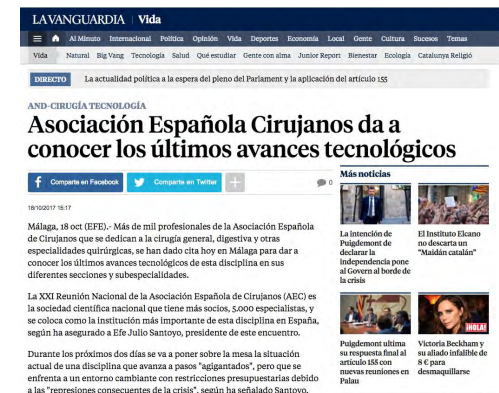 LA VANGUARDIA | Vida
Al Minuto Internacional Política Opinión Vida Deportes Economía Local Gente Cultura Sucesos Temas
Vida Natural Big Vang Tecnología Salud Qué estudiar Gente con alma Junior Report Bienestar Ecología Catalunya Religió
DIRECTO La actualidad política a la espera del pleno del Parlament y la aplicación del artículo 155
AND-CIRUGÍA TECNOLOGÍA
Asociación Española Cirujanos da a
conocer los últimos avances tecnológicos
Comparte en Facebook
Comparte en Twitter
0
18/10/2017 15:17
Málaga, 18 oct (EFE).- Más de mil profesionales de la Asociación Española
de Cirujanos que se dedican a la cirugía general, digestiva y otras
especialidades quirúrgicas, se han dado cita hoy en Málaga para dar a
conocer los últimos avances tecnológicos de esta disciplina en sus
diferentes secciones y subespecialidades.
La XXI Reunión Nacional de la Asociación Española de Cirujanos (AEC) es
la sociedad científica nacional que tiene más socios, 5.000 especialistas, y
se coloca como la institución más importante de esta disciplina en España,
según ha asegurado a Efe Julio Santoyo, presidente de este encuentro.
Durante los próximos dos días se va a poner sobre la mesa la situación
actual de una disciplina que avanza a pasos "agigantados", pero que se
enfrenta a un entorno cambiante con restricciones presupuestarias debido
a las "represiones consecuentes de la crisis", según ha señalado Santoyo.
Más noticias
La intención de
Puigdemont de
declarar la
independencia pone
al Govern al borde de
la crisis
El Instituto Elcano
no descarta un
"Maidán catalán"
Puigdemont ultima
su respuesta final al
artículo 155 con
nuevas reuniones en
Palau
¡HOLA!
Victoria Beckham y
su aliado infalible de
8 € para
desmaquillarse